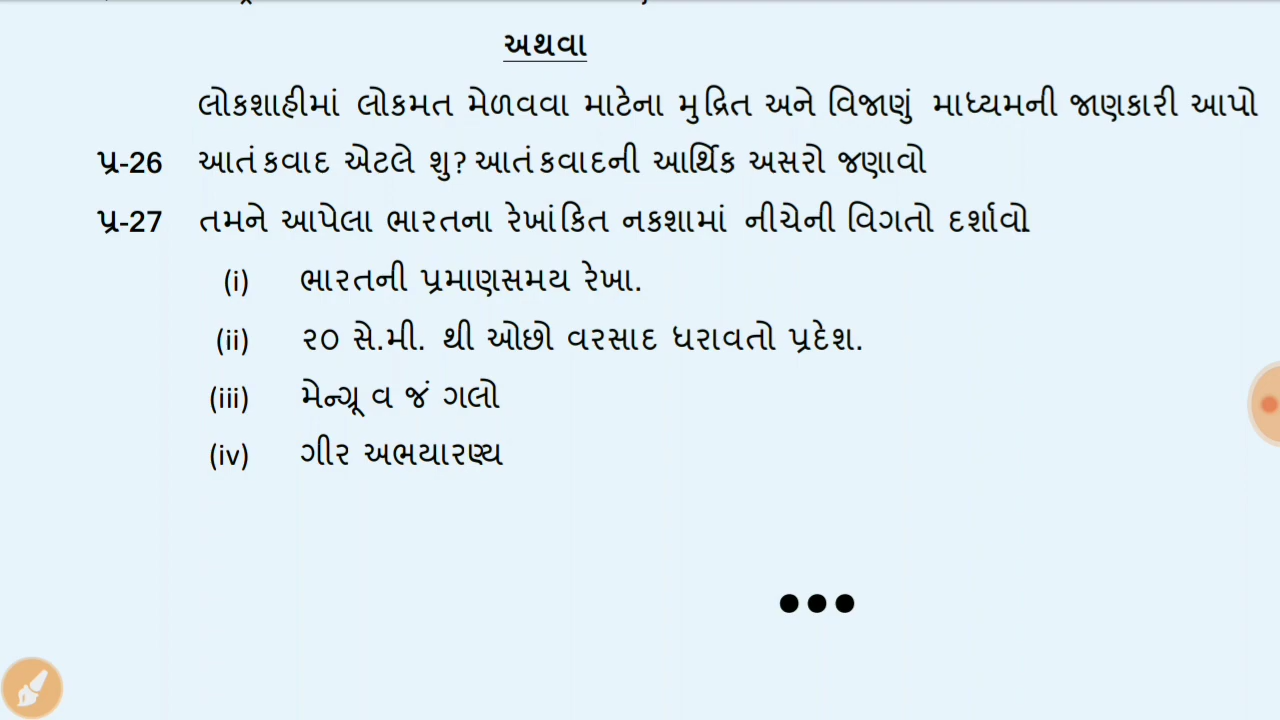 અથવા
લોકશાહીમાં લોકમત મેળવવા માટેના મુદ્રિત અને વિજાણું માધ્યમની જાણકારી આપો
પ્ર-26 આતંકવાદ એટલે શુ? આતંકવાદની આર્થિક અસરો જણાવો
પ્ર-27 તમને આપેલા ભારતના રેખાંકિત નકશામાં નીચેની વિગતો દર્શાવો.
(i) ભારતની પ્રમાણસમય રેખા.
(ii) ૨૦ સે.મી. થી ઓછો વરસાદ ધરાવતો પ્રદેશ.
(iii) મેન્ગ્રૂવ જંગલો
(iv) ગીર અભયારણ્ય
●●●